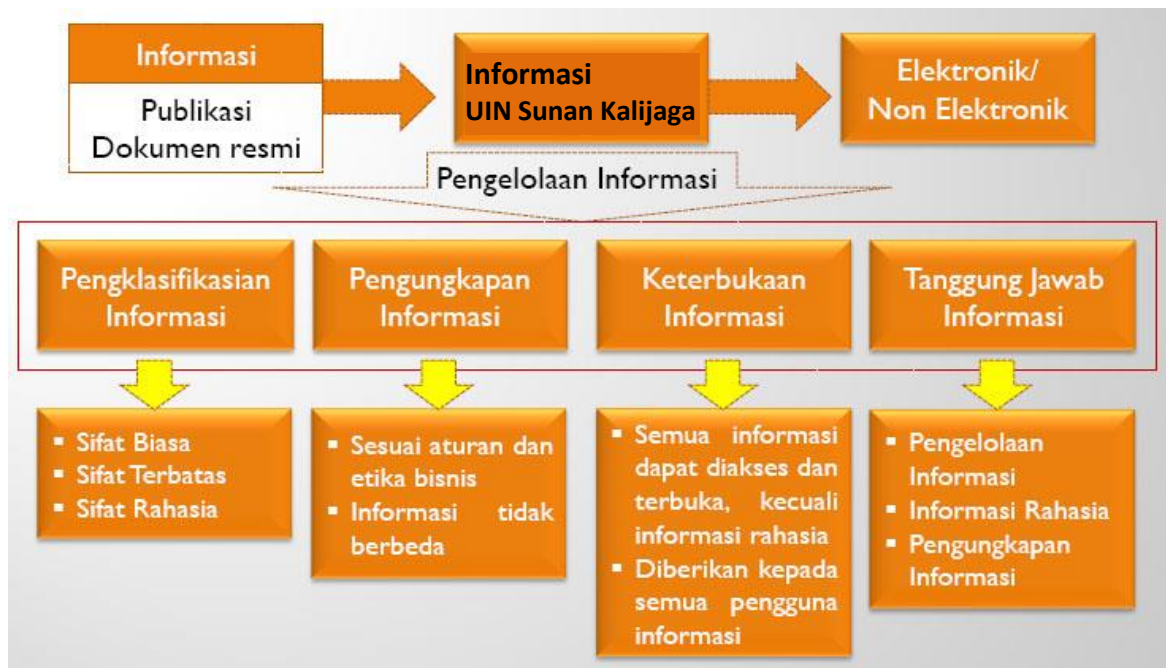 Informasi
Publikasi
Dokumen resmi
Informasi
UIN Sunan Kalijaga
Elektronik/
Non Elektronik
Pengelolaan Informasi
Pengklasifikasian
Informasi
Pengungkapan
Informasi
Keterbukaan
Informasi
Tanggung Jawab
Informasi
▪ Sifat Biasa
▪ Sifat Terbatas
▪ Sifat Rahasia
▪ Sesuai aturan dan
etika bisnis
▪ Informasi tidak
berbeda
▪ Semua informasi
dapat diakses dan
terbuka, kecuali
informasi rahasia
▪ Diberikan kepada
semua pengguna
informasi
▪ Pengelolaan
Informasi
▪ Informasi Rahasia
▪ Pengungkapan
Informasi